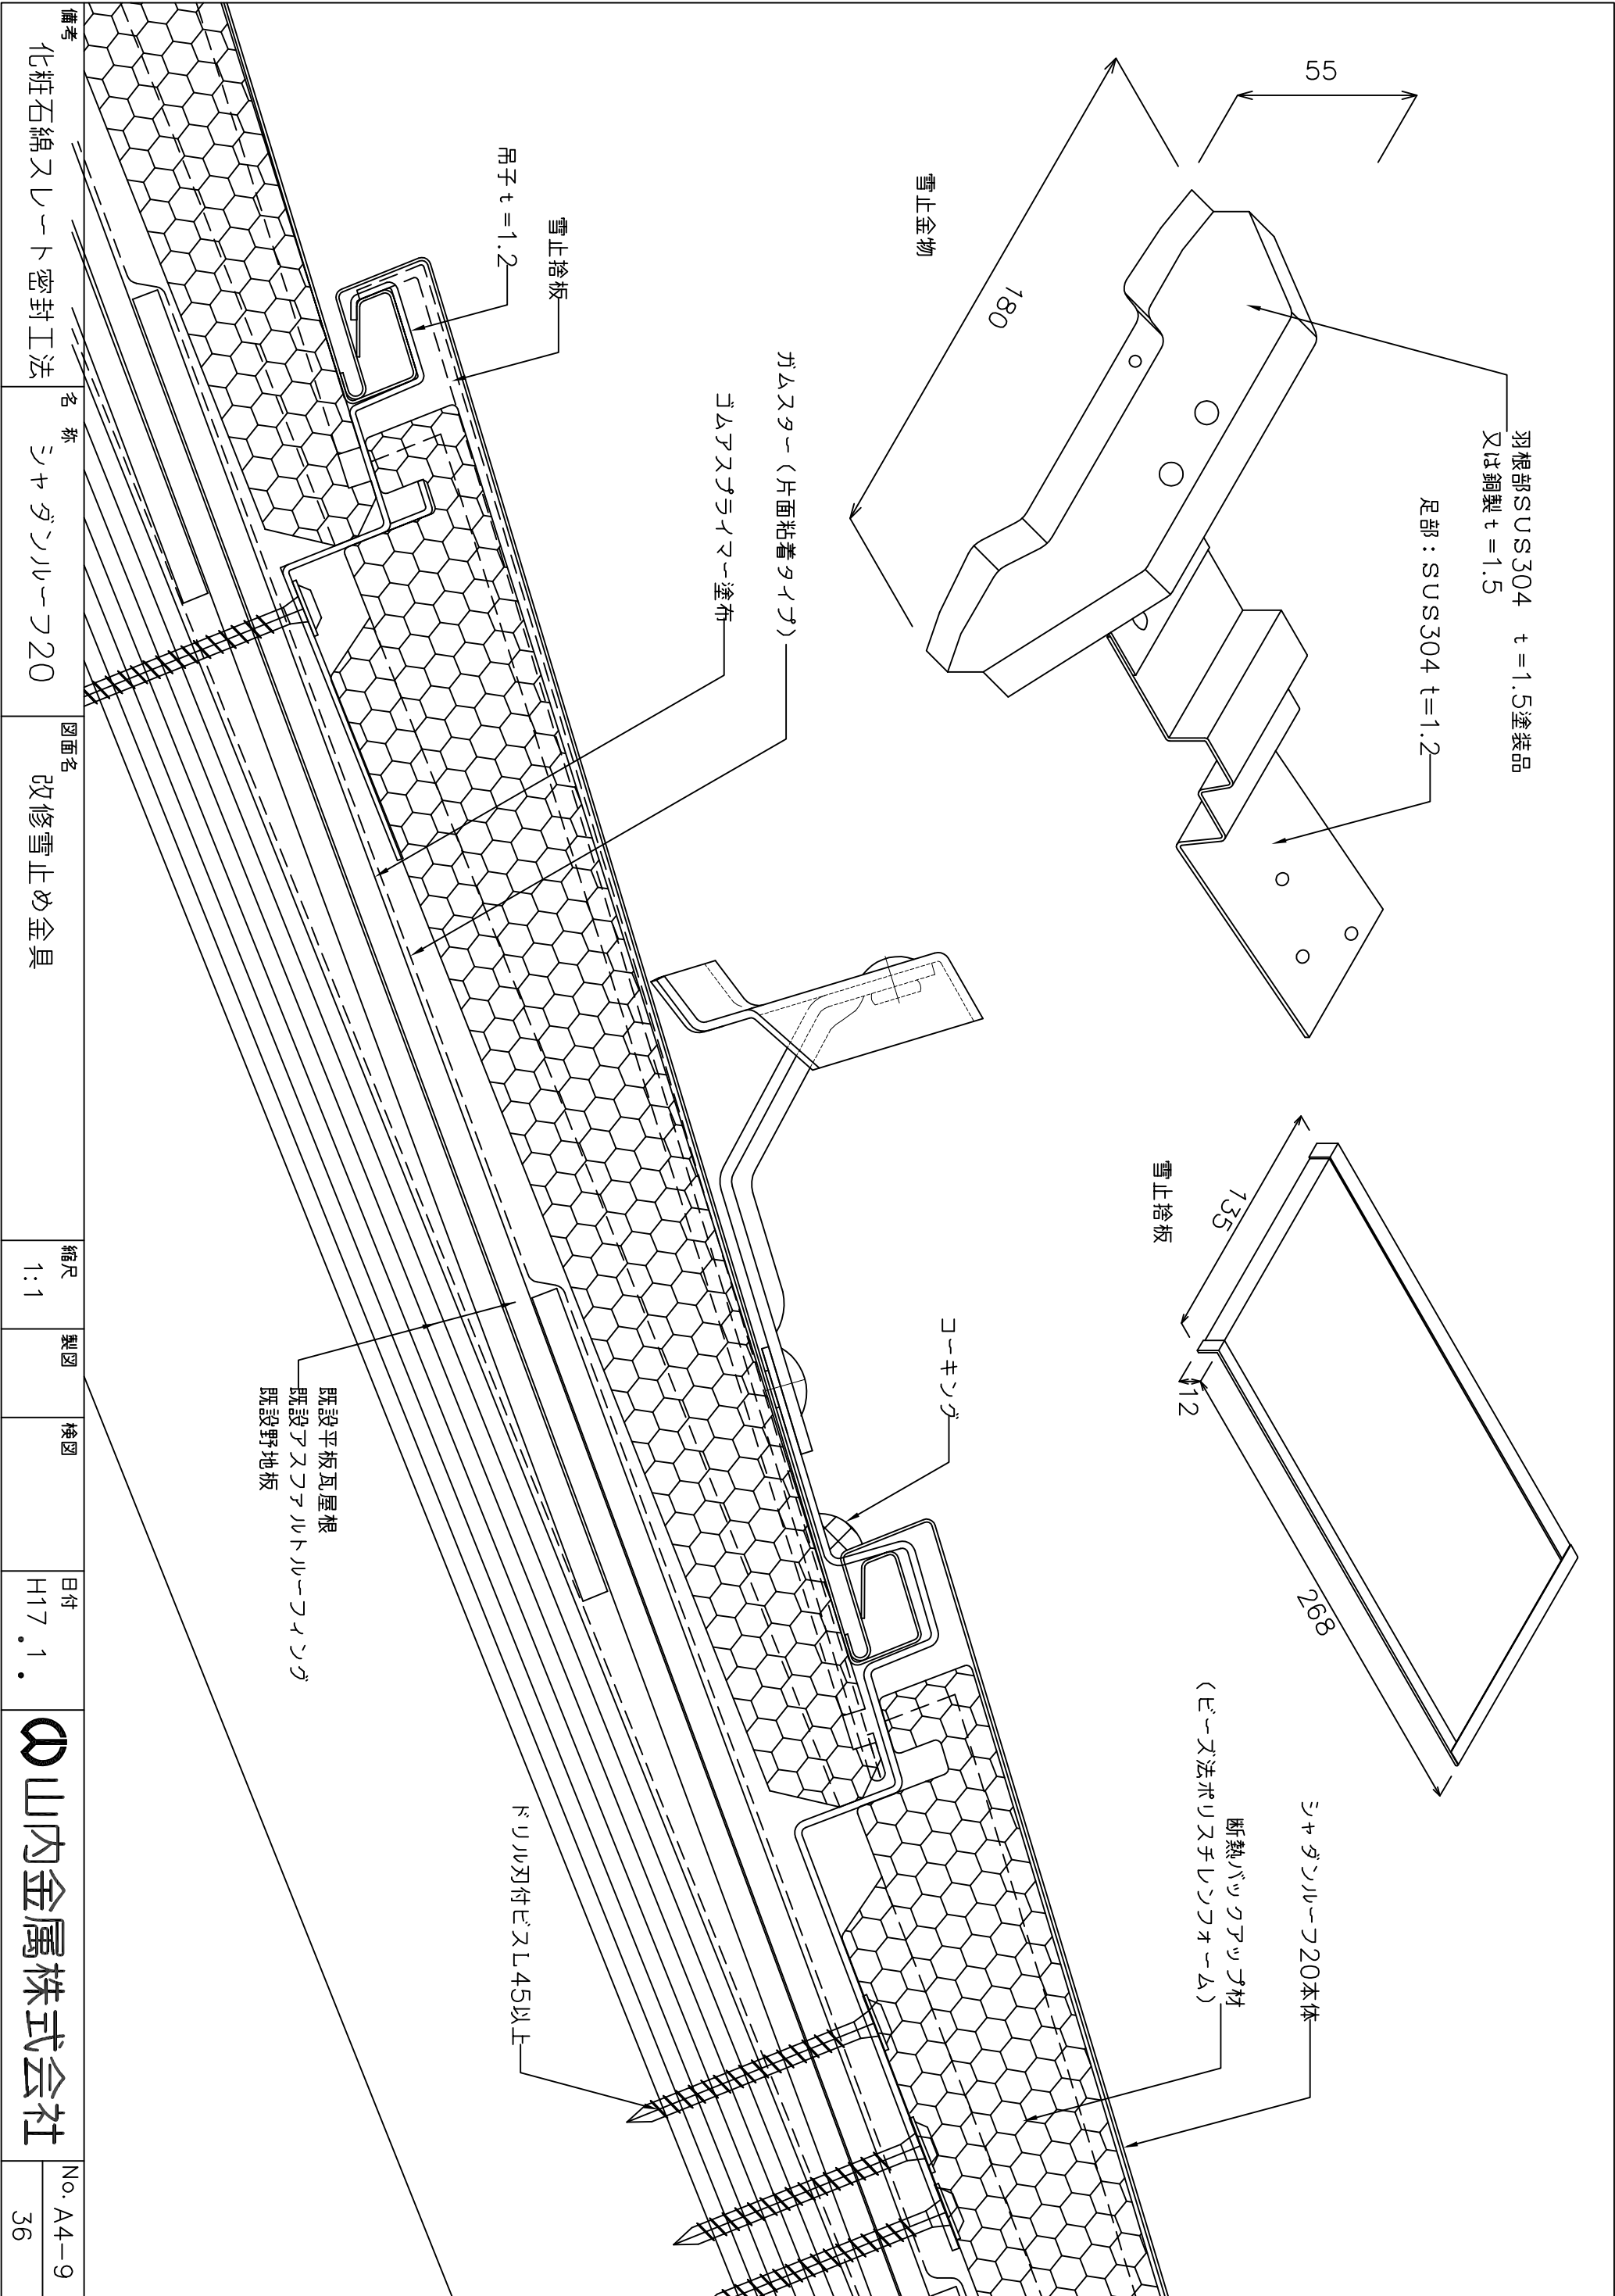 羽根部SUS304 t=1.5塗装品
又は銅製t=1.5
足部：SUS304 t=1.2
55
180
雪止金物
135
12
268
雪止捨板
シャダンルーフ20本体
断熱バックアップ材
（ビーズ法ポリスチレンフォーム）
コーキング
ガムスター（片面粘着タイプ）
ゴムアスプライマー塗布
雪止捨板
吊子t=1.2
ドリル刃付ビスL45以上
既設平板瓦屋根
既設アスファルトルーフィング
既設野地板
備考
化粧石綿スレート密封工法
名称
シャダンルーフ20
図面名
改修雪止め金具
縮尺
1:1
製図
検図
日付
H17．1．
山内金属株式会社
No. A4-9
36